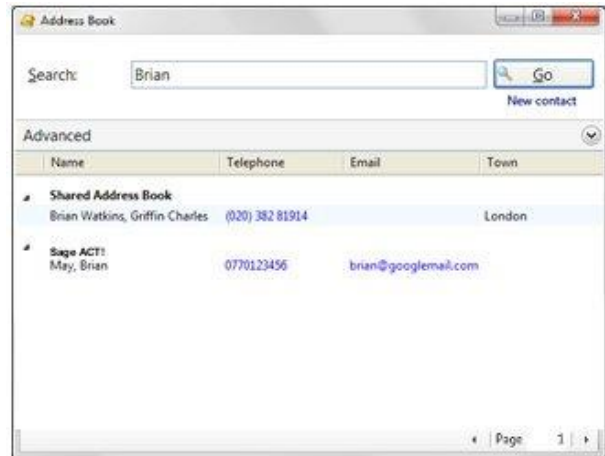 Address Book
Search: Brian Go
New contact
Advanced
Name Telephone Email Town
Shared Address Book
Brian Watkins, Griffin Charles (020) 382 81914 London
Sage ACT!
May, Brian 0770123456 brian@googlemail.com
Page 1